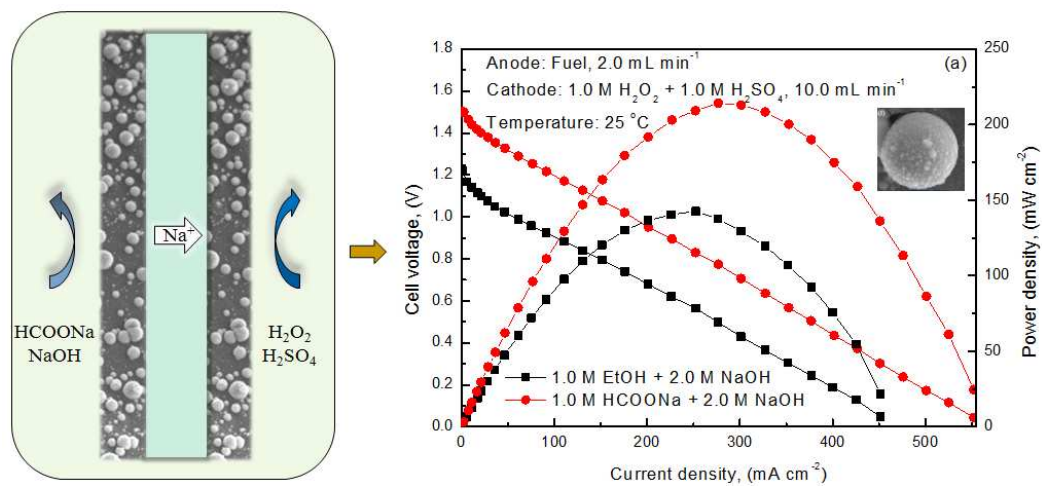 Na⁺
HCOONa
NaOH
H₂O₂
H₂SO₄
(a)
Anode: Fuel, 2.0 mL min⁻¹
Cathode: 1.0 M H₂O₂ + 1.0 M H₂SO₄, 10.0 mL min⁻¹
Temperature: 25 °C
Cell voltage, (V)
1.8
1.6
1.4
1.2
1.0
0.8
0.6
0.4
0.2
0.0
1.0 M EtOH + 2.0 M NaOH
1.0 M HCOONa + 2.0 M NaOH
250
200
150
100
50
0
Power density, (mW cm⁻²)
0 100 200 300 400 500
Current density, (mA cm⁻²)